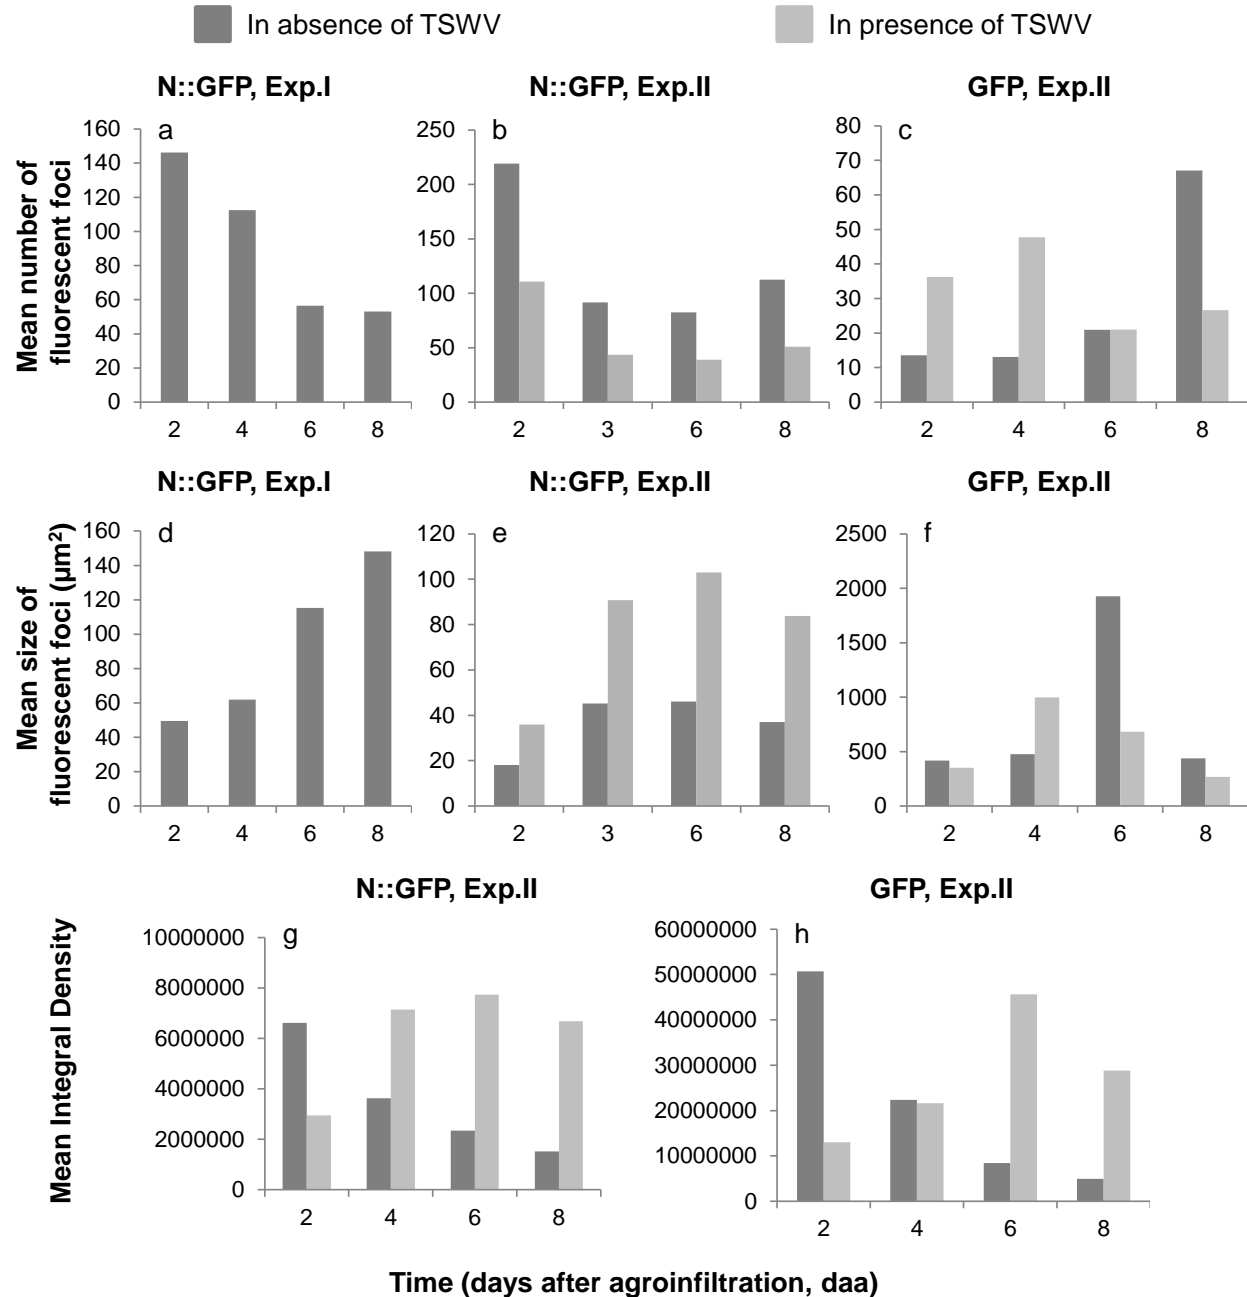 In absence of TSWV
In presence of TSWV
N::GFP, Exp.I
N::GFP, Exp.II
GFP, Exp.II
Mean number of
fluorescent foci
a
160
140
120
100
80
60
40
20
0
2 4 6 8
b
250
200
150
100
50
0
2 3 6 8
c
80
70
60
50
40
30
20
10
0
2 4 6 8
N::GFP, Exp.I
N::GFP, Exp.II
GFP, Exp.II
Mean size of
fluorescent foci (µm²)
d
160
140
120
100
80
60
40
20
0
2 4 6 8
e
120
100
80
60
40
20
0
2 3 6 8
f
2500
2000
1500
1000
500
0
2 4 6 8
N::GFP, Exp.II
GFP, Exp.II
Mean Integral Density
g
10000000
8000000
6000000
4000000
2000000
0
2 4 6 8
h
60000000
50000000
40000000
30000000
20000000
10000000
0
2 4 6 8
Time (days after agroinfiltration, daa)